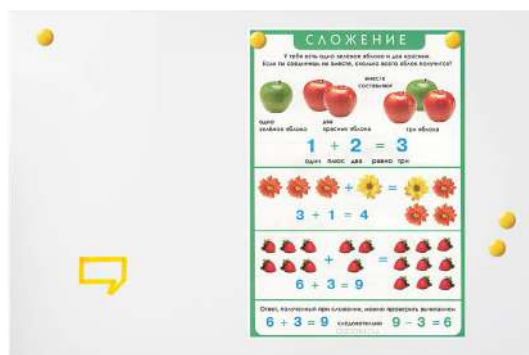 СЛОЖЕНИЕ
У тебя есть одно зелёное яблоко и два красных.
Если ты соединишь их вместе, сколько всего яблок получится?
вместе
составили
одно
зелёное яблоко
два
красных яблока
три яблока
1 + 2 = 3
один плюс два равно три
+ =
3 + 1 = 4
+ =
6 + 3 = 9
Ответ, полученный при сложении, можно проверить вычитанием.
6 + 3 = 9 следовательно 9 − 3 = 6